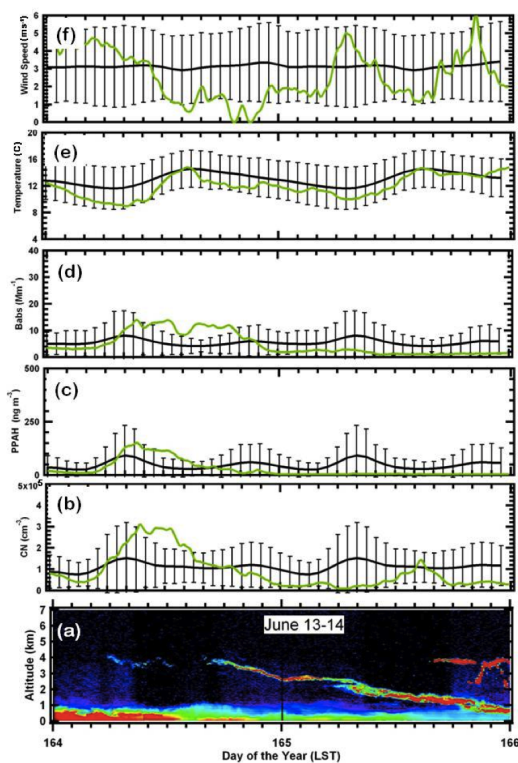 (f)
Wind Speed (ms⁻¹)
6
5
4
3
2
1
0
(e)
Temperature (C)
20
16
12
8
4
(d)
Babs (Mm⁻¹)
40
30
20
10
0
(c)
PPAH (ng m⁻³)
500
250
0
(b)
CN (cm⁻³)
5x10⁵
4
3
2
1
0
(a)
June 13-14
Altitude (km)
7
6
5
4
3
2
1
0
164 165 166
Day of the Year (LST)